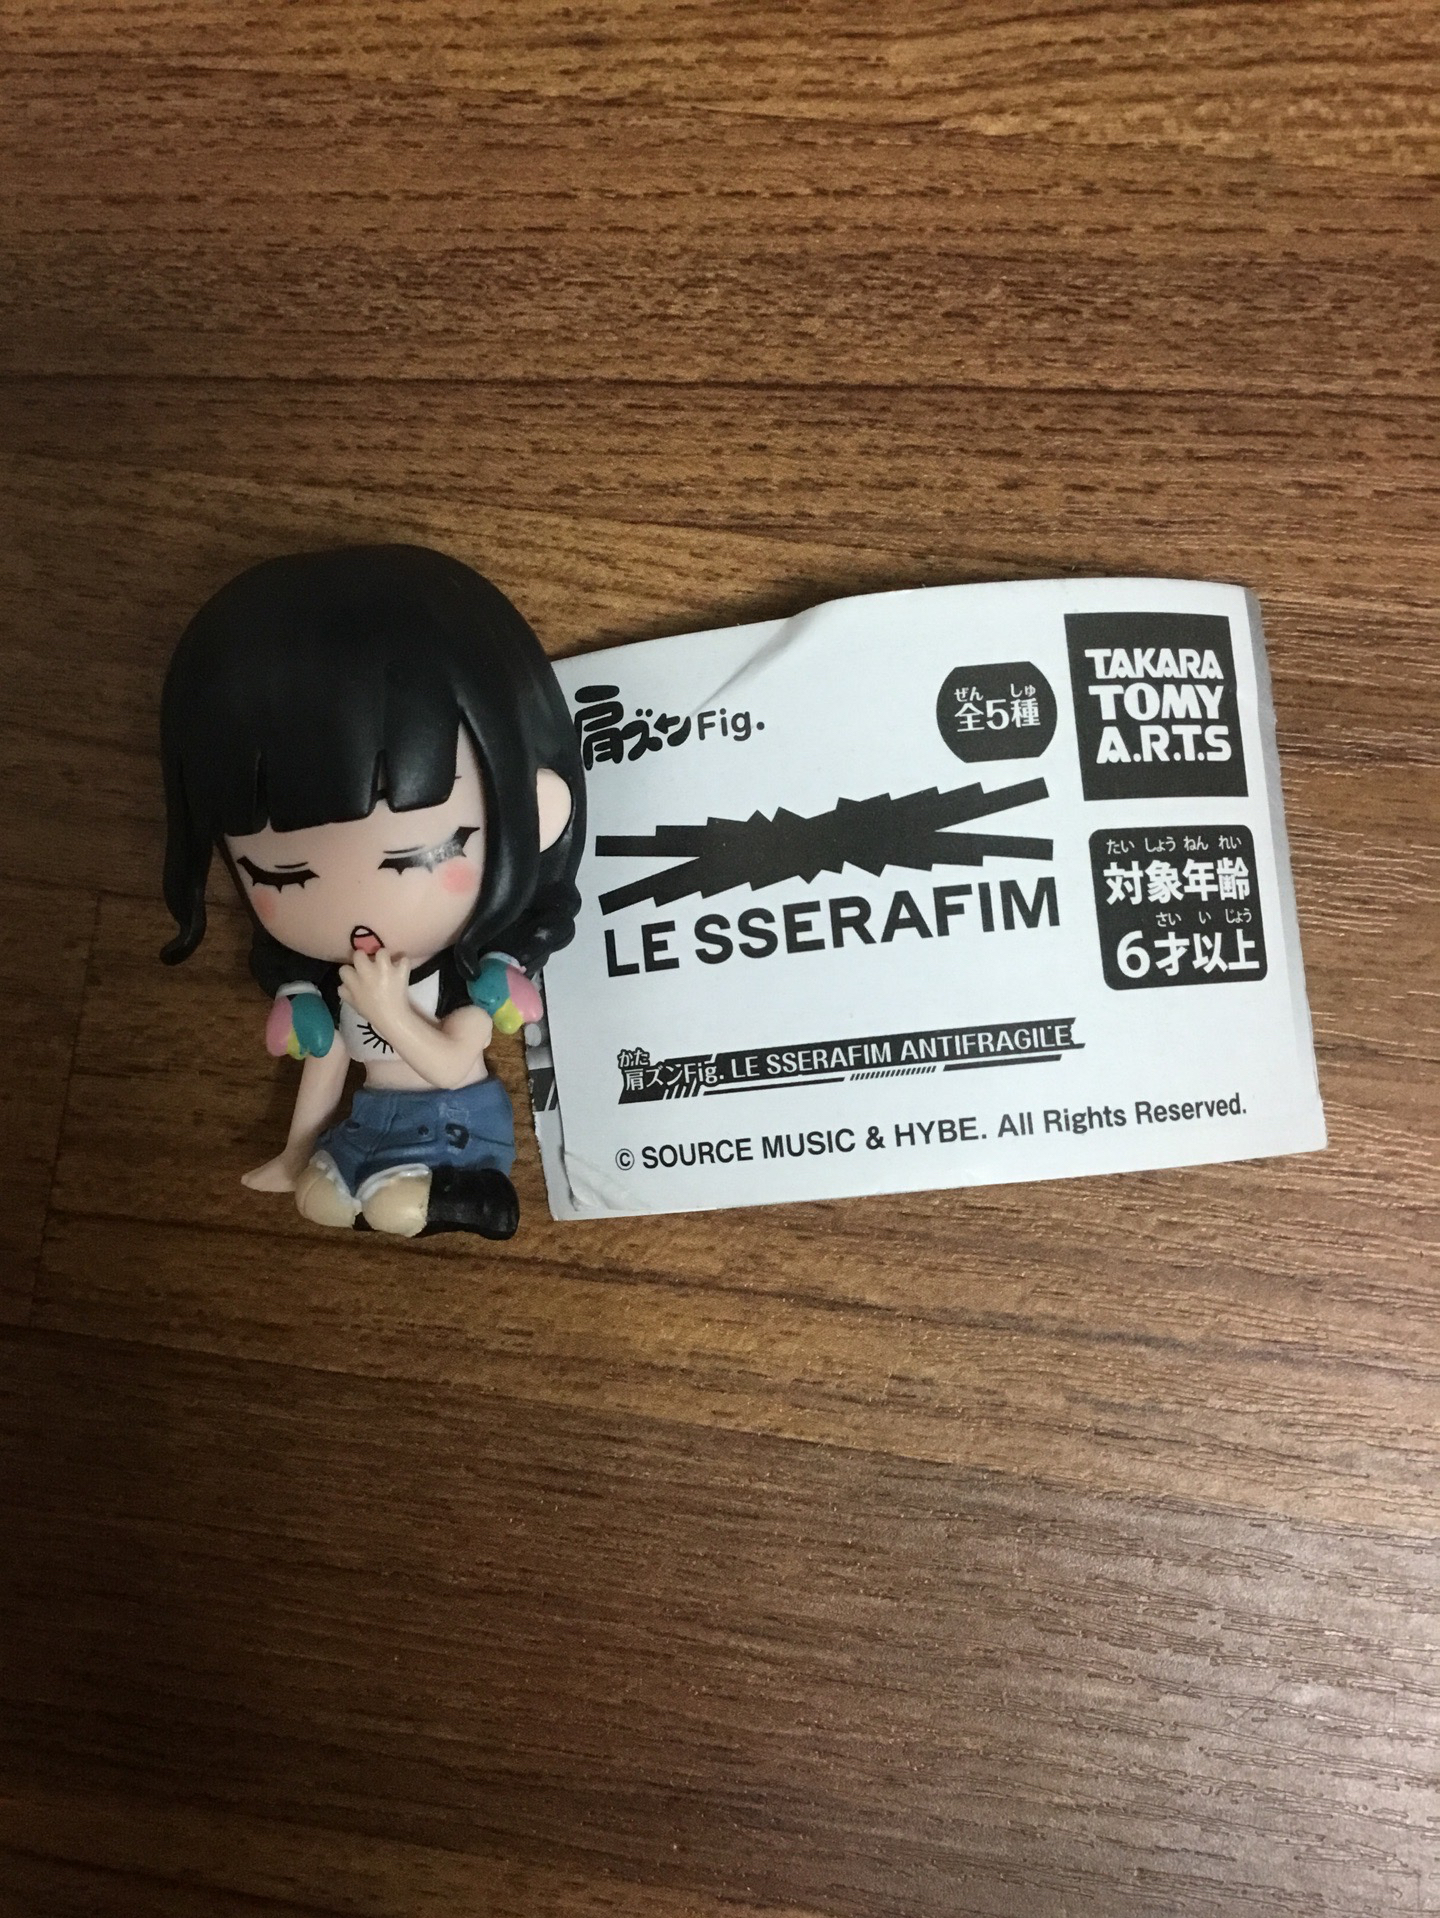 肩ズンFig.
ぜん しゅ
全5種
TAKARA
TOMY
A.R.T.S
LE SSERAFIM
たい しょう ねん れい
対象年齢
さい い じょう
6才以上
かた
肩ズンFig. LE SSERAFIM ANTIFRAGILE
© SOURCE MUSIC & HYBE. All Rights Reserved.